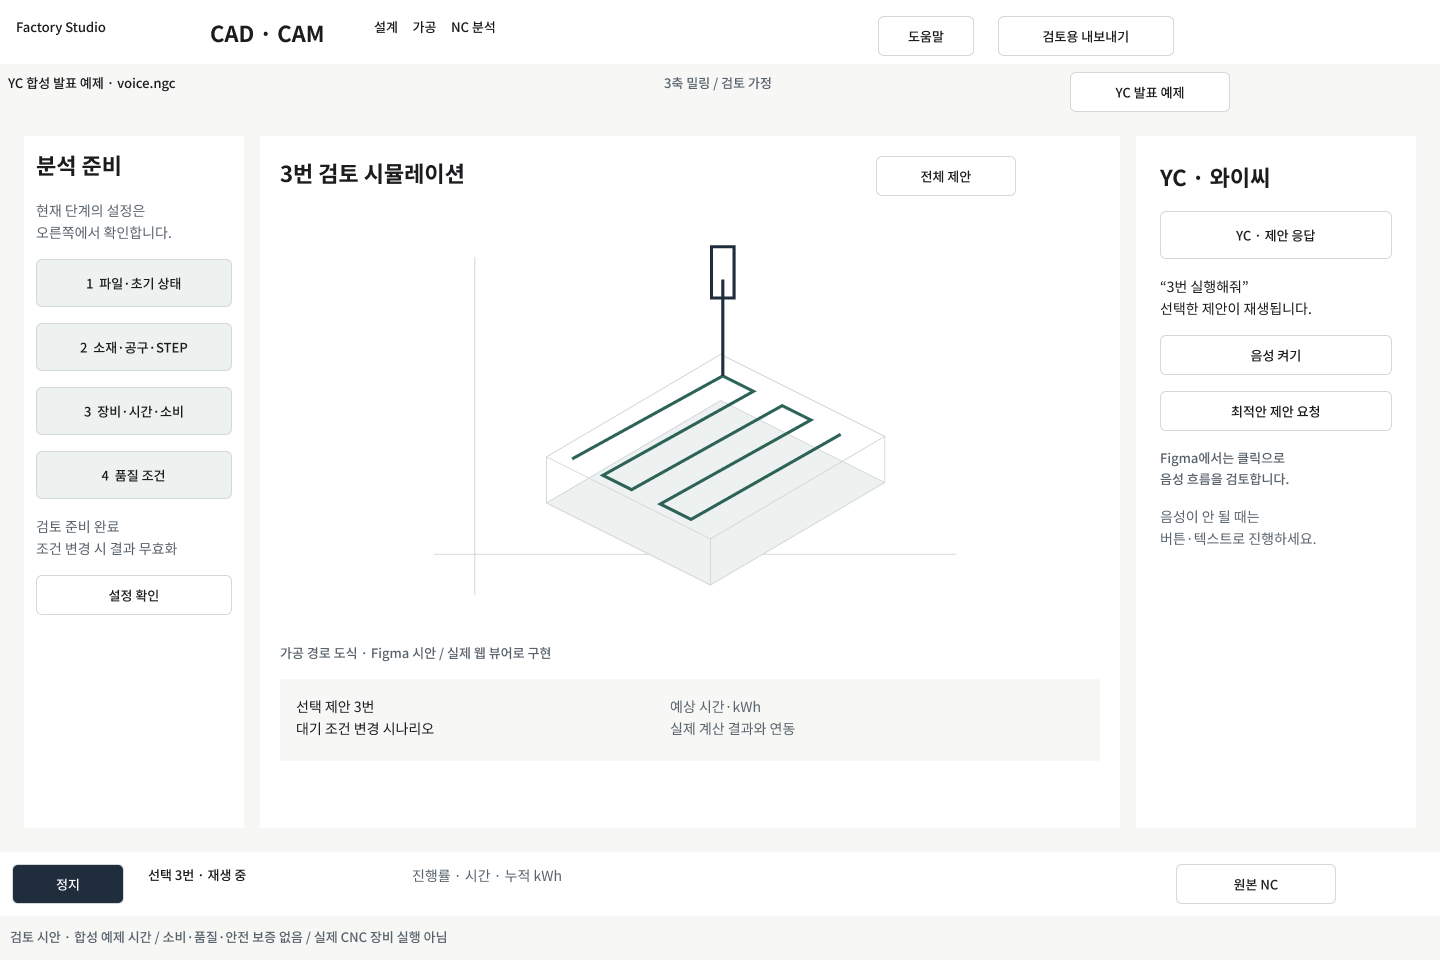 Factory Studio
CAD · CAM
설계 가공 NC 분석
도움말
검토용 내보내기
YC 합성 발표 예제 · voice.ngc
3축 밀링 / 검토 가정
YC 발표 예제
분석 준비
현재 단계의 설정은
오른쪽에서 확인합니다.
1 파일·초기 상태
2 소재·공구·STEP
3 장비·시간·소비
4 품질 조건
검토 준비 완료
조건 변경 시 결과 무효화
설정 확인
3번 검토 시뮬레이션
전체 제안
가공 경로 도식 · Figma 시안 / 실제 웹 뷰어로 구현
선택 제안 3번
대기 조건 변경 시나리오
예상 시간·kWh
실제 계산 결과와 연동
YC · 와이씨
YC · 제안 응답
“3번 실행해줘”
선택한 제안이 재생됩니다.
음성 켜기
최적안 제안 요청
Figma에서는 클릭으로
음성 흐름을 검토합니다.
음성이 안 될 때는
버튼·텍스트로 진행하세요.
정지
선택 3번 · 재생 중
진행률 · 시간 · 누적 kWh
원본 NC
검토 시안 · 합성 예제 시간 / 소비·품질·안전 보증 없음 / 실제 CNC 장비 실행 아님